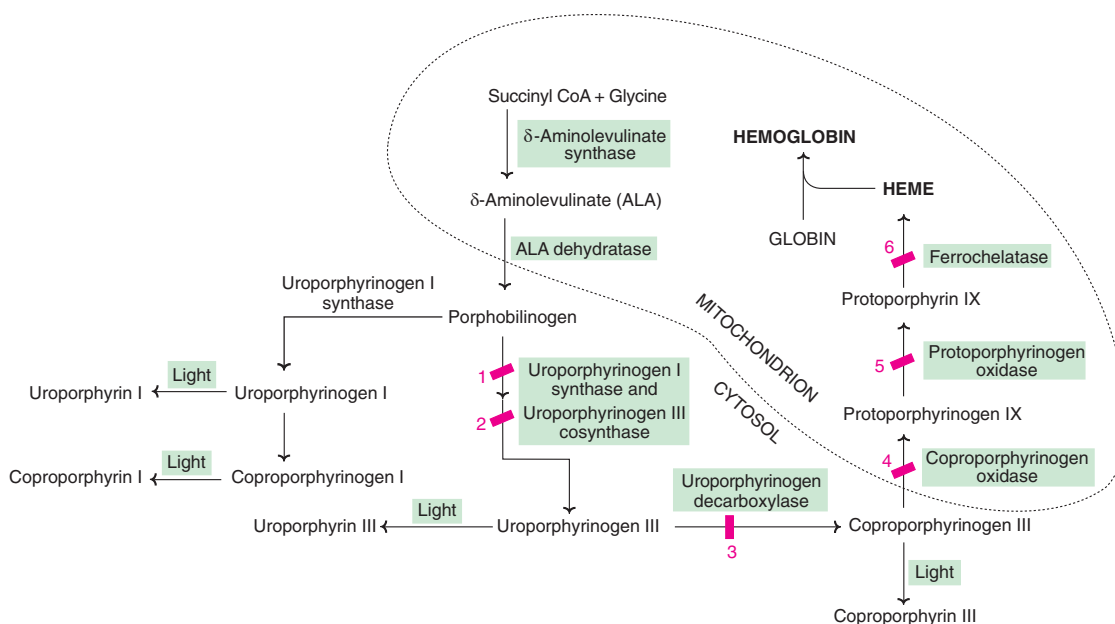 Succinyl CoA + Glycine
δ-Aminolevulinate
synthase
HEMOGLOBIN
δ-Aminolevulinate (ALA)
HEME
GLOBIN
ALA dehydratase
6
Ferrochelatase
Uroporphyrinogen I
synthase
Porphobilinogen
Protoporphyrin IX
MITOCHONDRION
CYTOSOL
1
Uroporphyrinogen I
synthase and
2
Uroporphyrinogen III
cosynthase
5
Protoporphyrinogen
oxidase
Uroporphyrin I
Light
Uroporphyrinogen I
Protoporphyrinogen IX
Coproporphyrin I
Light
Coproporphyrinogen I
4
Coproporphyrinogen
oxidase
Uroporphyrinogen
decarboxylase
Uroporphyrin III
Light
Uroporphyrinogen III
3
Coproporphyrinogen III
Light
Coproporphyrin III